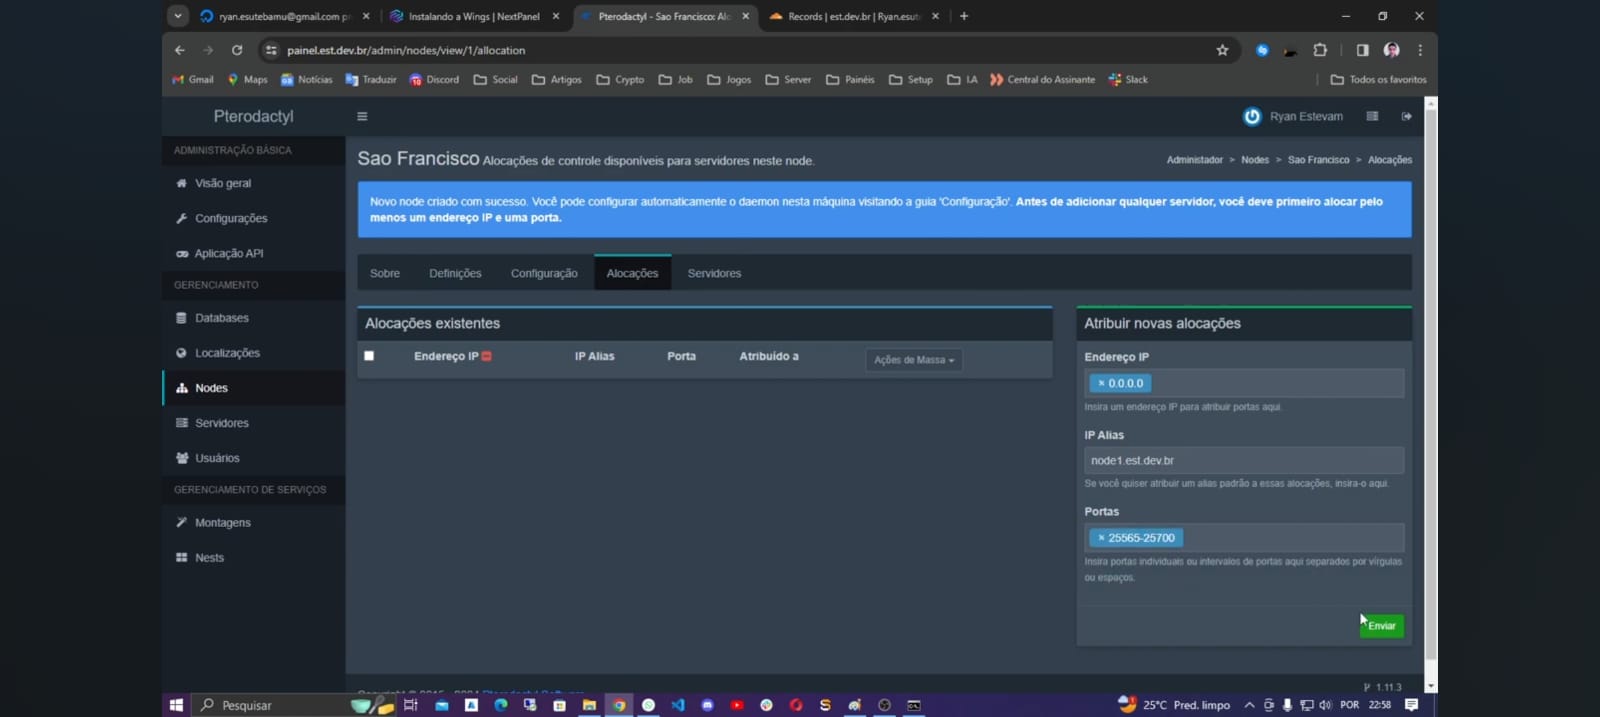 ryan.esutebamu@gmail.com pr
Instalando a Wings | NextPanel
Pterodactyl - Sao Francisco: Alo
Records | est.dev.br | Ryan.esut
painel.est.dev.br/admin/nodes/view/1/allocation
Gmail Maps Notícias Traduzir Discord Social Artigos Crypto Job Jogos Server Painéis Setup I.A Central do Assinante Slack Todos os favoritos
Pterodactyl
Ryan Estevam
ADMINISTRAÇÃO BÁSICA
Visão geral
Configurações
Aplicação API
GERENCIAMENTO
Databases
Localizações
Nodes
Servidores
Usuários
GERENCIAMENTO DE SERVIÇOS
Montagens
Nests
Sao Francisco Alocações de controle disponíveis para servidores neste node.
Administador > Nodes > Sao Francisco > Alocações
Novo node criado com sucesso. Você pode configurar automaticamente o daemon nesta máquina visitando a guia 'Configuração'. Antes de adicionar qualquer servidor, você deve primeiro alocar pelo
menos um endereço IP e uma porta.
Sobre Definições Configuração Alocações Servidores
Alocações existentes
Endereço IP IP Alias Porta Atribuído a Ações de Massa
Atribuir novas alocações
Endereço IP
× 0.0.0.0
Insira um endereço IP para atribuir portas aqui.
IP Alias
node1.est.dev.br
Se você quiser atribuir um alias padrão a essas alocações, insira-o aqui.
Portas
× 25565-25700
Insira portas individuais ou intervalos de portas aqui separados por vírgulas
ou espaços.
Enviar
1.11.3
Pesquisar
25°C Pred. limpo
POR 22:58